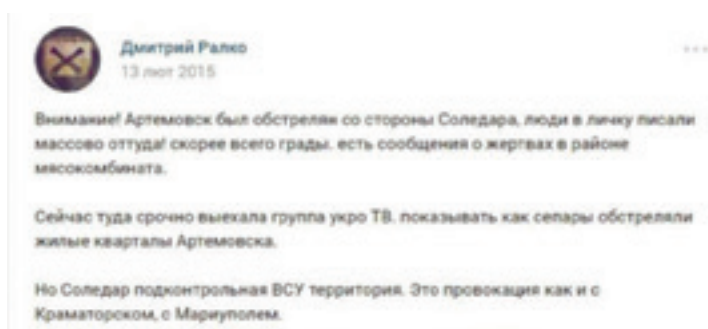 Дмитрий Ралко
13 лют 2015
Внимание! Артемовск был обстрелян со стороны Соледара, люди в личку писали
массово оттуда! скорее всего грады. есть сообщения о жертвах в районе
мясокомбината.
Сейчас туда срочно выехала группа укро ТВ. показывать как сепары обстреляли
жилые кварталы Артемовска.
Но Соледар подконтрольная ВСУ территория. Это провокация как и с
Краматорском, с Мариуполем.